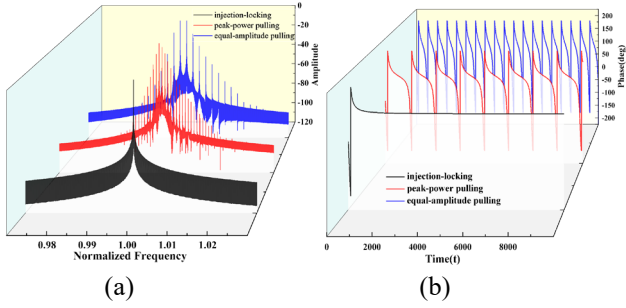 injection-locking
peak-power pulling
equal-amplitude pulling
0
-20
-40
-60
-80
-100
-120
Amplitude
0.98 0.99 1.00 1.01 1.02
Normalized Frequency
(a)
200
150
100
50
0
-50
-100
-150
-200
Phase(deg)
injection-locking
peak-power pulling
equal-amplitude pulling
0 2000 4000 6000 8000
Time(t)
(b)